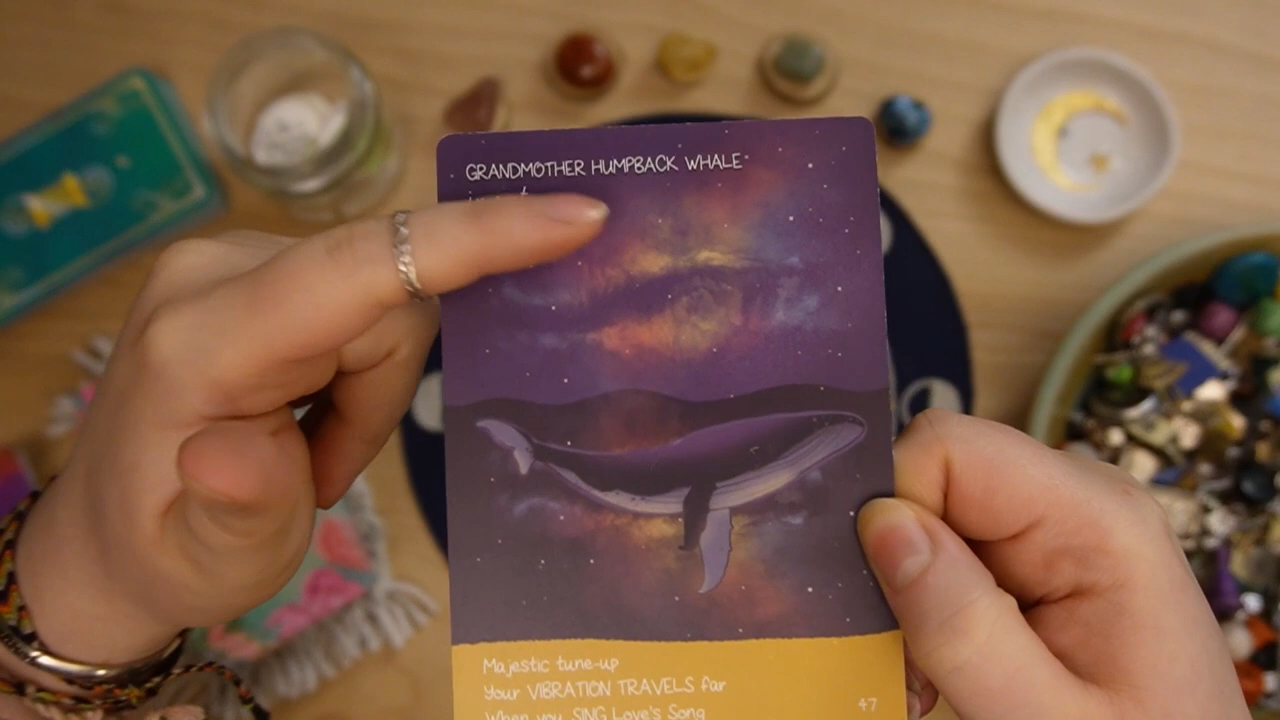 GRANDMOTHER HUMPBACK WHALE
Majestic tune-up
Your VIBRATION TRAVELS far
When you SING Love's Song
47